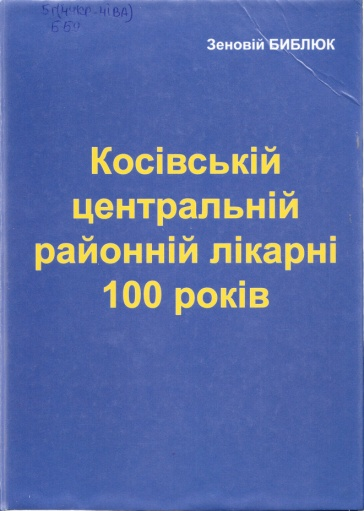 Зеновій БИБЛЮК
Косівській
центральній
районній лікарні
100 років